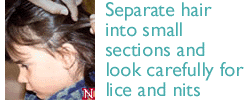 Separate hair
into small
sections and
look carefully for
lice and nits